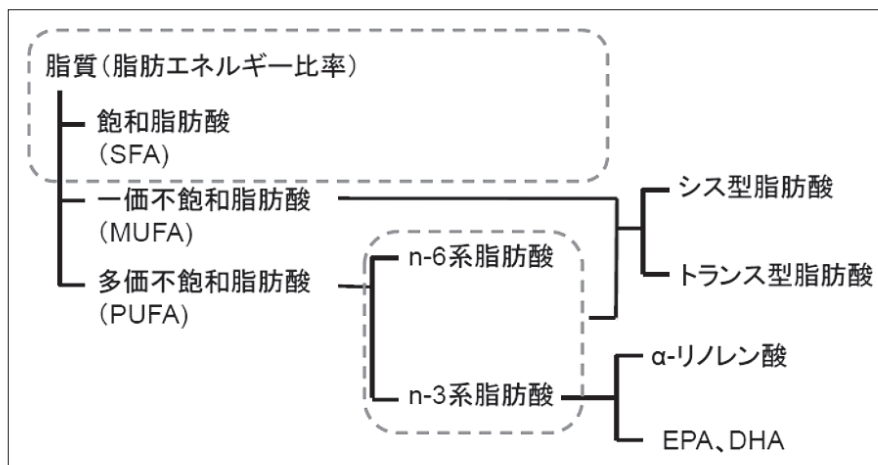 脂質(脂肪エネルギー比率)
飽和脂肪酸
(SFA)
一価不飽和脂肪酸
(MUFA)
多価不飽和脂肪酸
(PUFA)
n-6系脂肪酸
n-3系脂肪酸
シス型脂肪酸
トランス型脂肪酸
α-リノレン酸
EPA、DHA